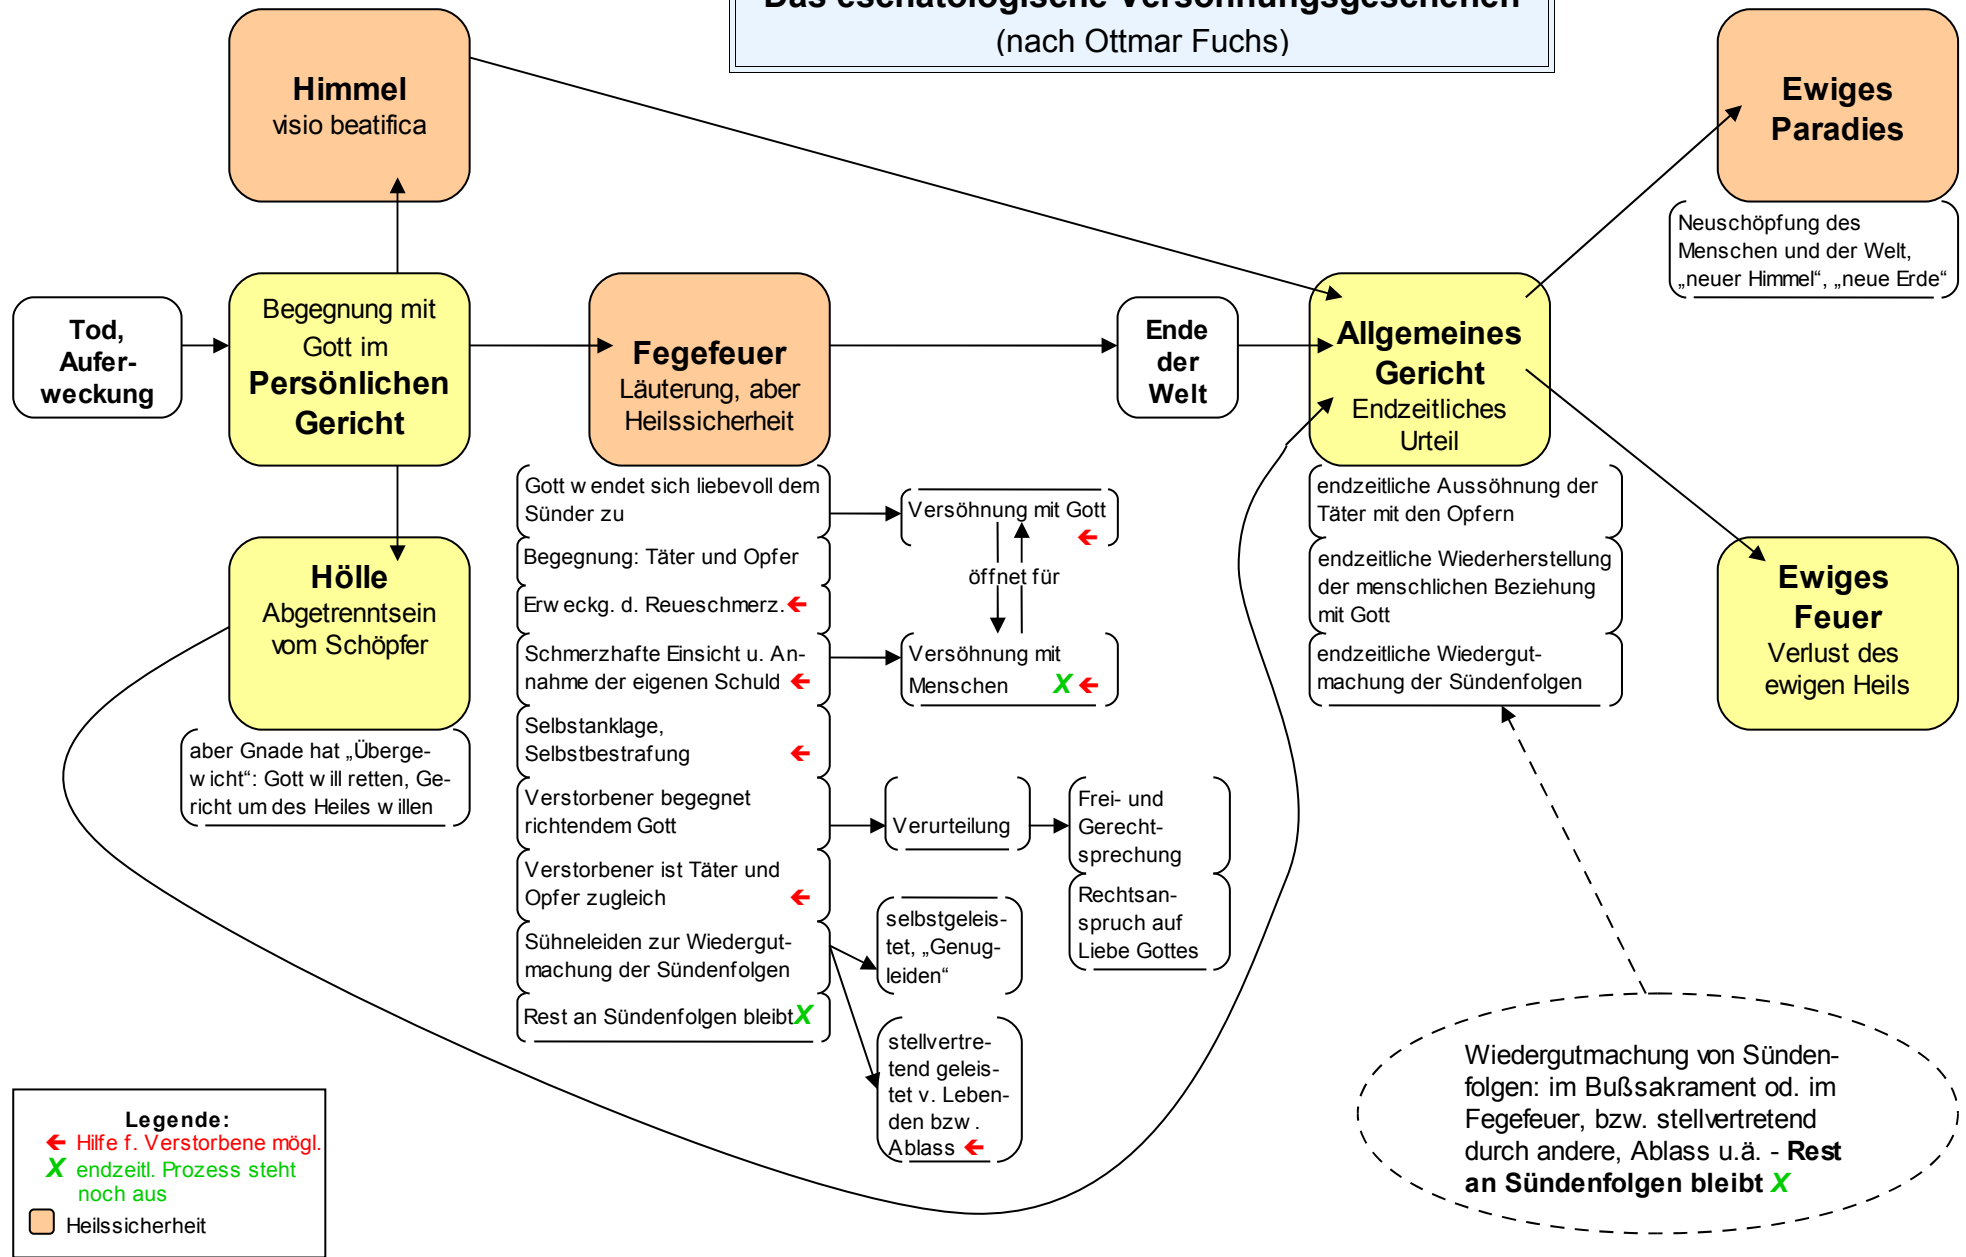 Das eschatologische Versöhnungsgeschehen
(nach Ottmar Fuchs)
Himmel
visio beatifica
Ewiges
Paradies
Neuschöpfung des
Menschen und der Welt,
„neuer Himmel“, „neue Erde“
Tod,
Aufer-
weckung
Begegnung mit
Gott im
Persönlichen
Gericht
Fegefeuer
Läuterung, aber
Heilssicherheit
Ende
der
Welt
Allgemeines
Gericht
Endzeitliches
Urteil
Hölle
Abgetrenntsein
vom Schöpfer
aber Gnade hat „Überge-
wicht“: Gott will retten, Ge-
richt um des Heiles willen
Gott wendet sich liebevoll dem
Sünder zu
Begegnung: Täter und Opfer
Erweckg. d. Reueschmerz.
Schmerzhafte Einsicht u. An-
nahme der eigenen Schuld
Selbstanklage,
Selbstbestrafung
Verstorbener begegnet
richtendem Gott
Verstorbener ist Täter und
Opfer zugleich
Sühneleiden zur Wiedergut-
machung der Sündenfolgen
Rest an Sündenfolgen bleibt X
Versöhnung mit Gott
öffnet für
Versöhnung mit
Menschen X
Verurteilung
Frei- und
Gerecht-
sprechung
Rechtsan-
spruch auf
Liebe Gottes
selbstgeleis-
tet, „Genug-
leiden“
stellvertre-
tend geleis-
tet v. Leben-
den bzw.
Ablass
endzeitliche Aussöhnung der
Täter mit den Opfern
endzeitliche Wiederherstellung
der menschlichen Beziehung
mit Gott
endzeitliche Wiedergut-
machung der Sündenfolgen
Ewiges
Feuer
Verlust des
ewigen Heils
Wiedergutmachung von Sünden-
folgen: im Bußsakrament od. im
Fegefeuer, bzw. stellvertretend
durch andere, Ablass u.ä. - Rest
an Sündenfolgen bleibt X
Legende:
Hilfe f. Verstorbene mögl.
X endzeitl. Prozess steht
noch aus
Heilssicherheit